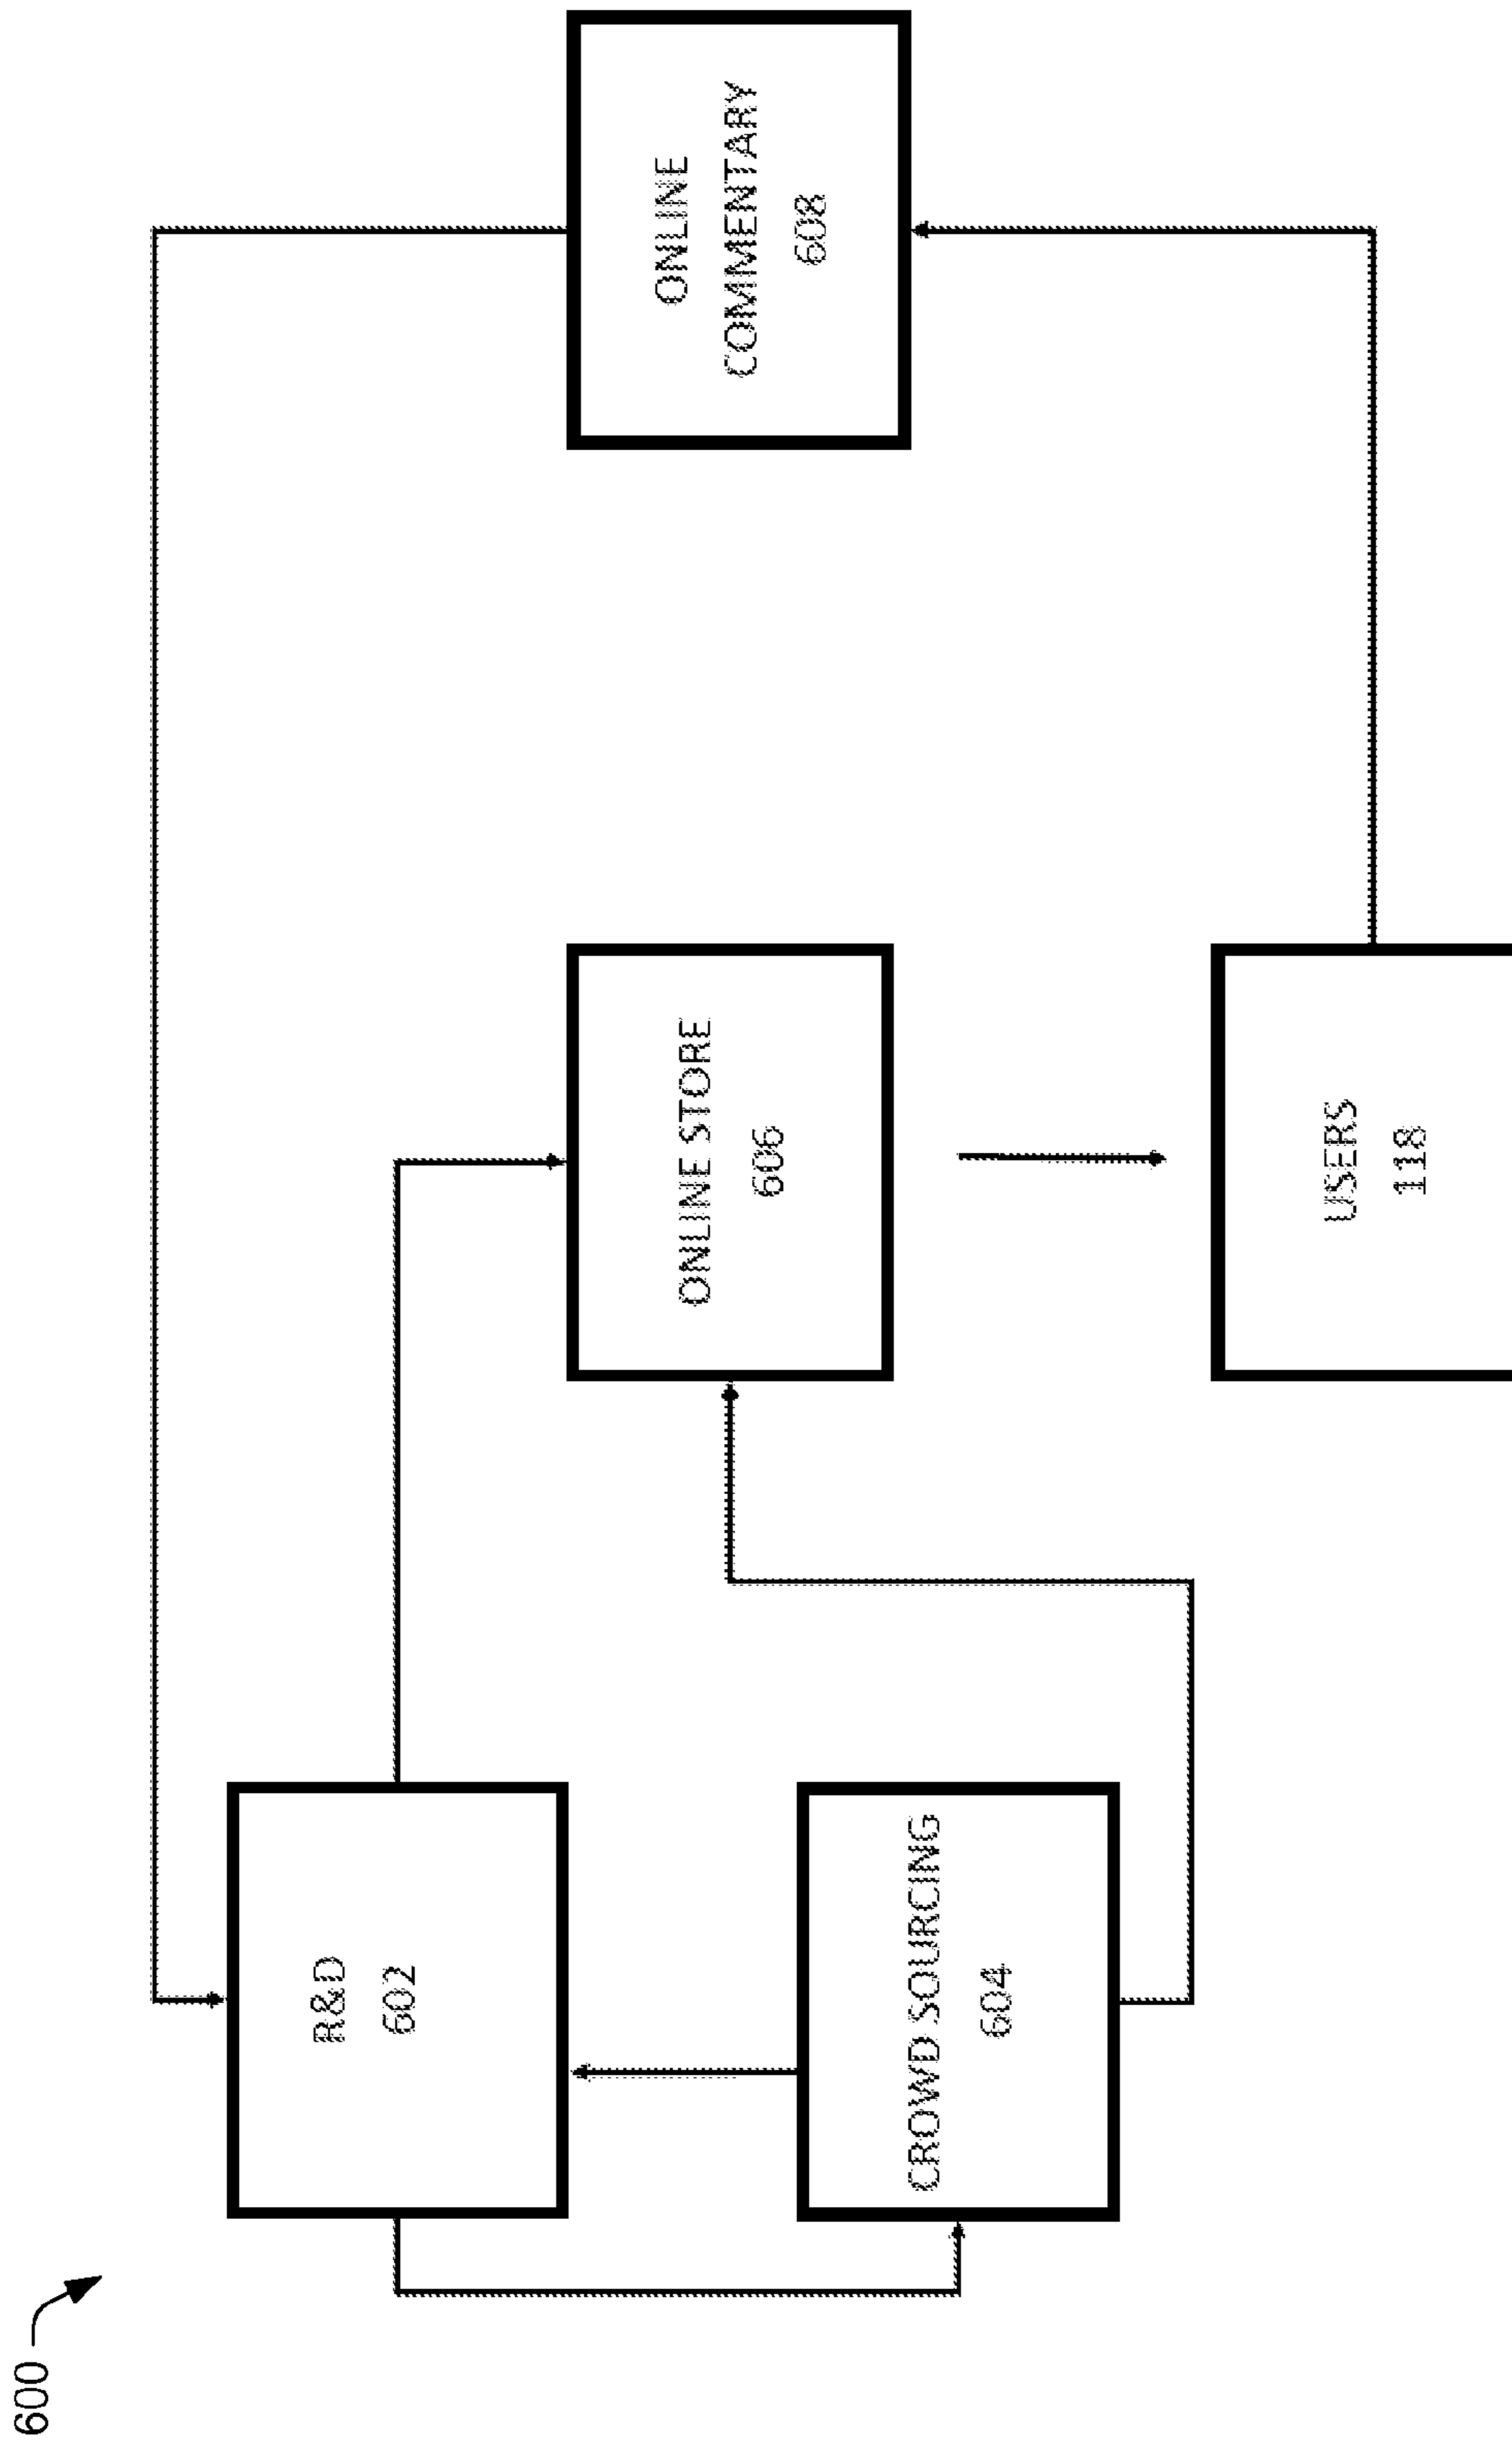 600
R&D
602
CROWD SOURCING
604
ONLINE STORE
606
USERS
118
ONLINE
COMMENTARY
608